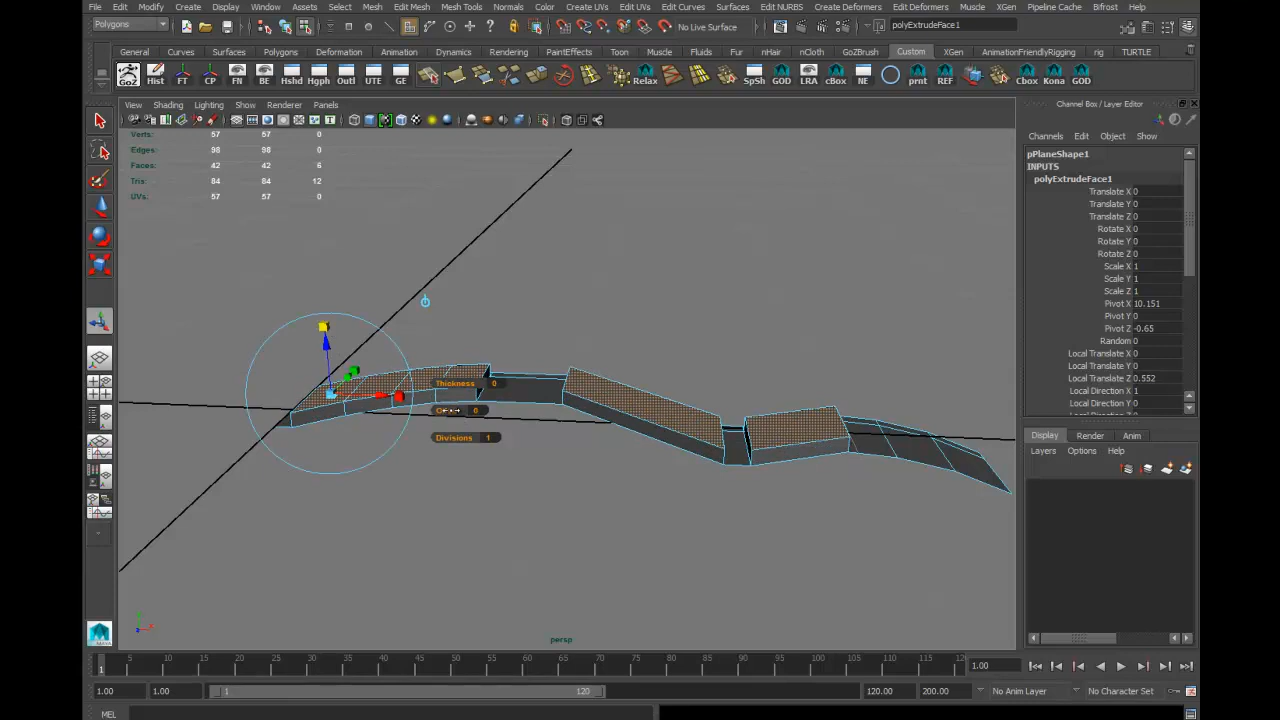 File Edit Modify Create Display Window Assets Select Mesh Edit Mesh Mesh Tools Normals Color Create UVs Edit UVs Edit Curves Surfaces Edit NURBS Create Deformers Edit Deformers Muscle XGen Pipeline Cache Bifrost Help
Polygons No Live Surface polyExtrudeFace1
General Curves Surfaces Polygons Deformation Animation Dynamics Rendering PaintEffects Toon Muscle Fluids Fur nHair nCloth GoZBrush Custom XGen AnimationFriendlyRigging rig TURTLE
GoZ Hist FT CP FN BE Hshd Hgph Outl UTE GE Relax SpSh GOD LRA cBox NE prnt REF Cbox Kona GOD
View Shading Lighting Show Renderer Panels
Channel Box / Layer Editor
Channels Edit Object Show
Verts: 57 57 0
Edges: 98 98 0
Faces: 42 42 6
Tris: 84 84 12
UVs: 57 57 0
pPlaneShape1
INPUTS
polyExtrudeFace1
Translate X 0
Translate Y 0
Translate Z 0
Rotate X 0
Rotate Y 0
Rotate Z 0
Scale X 1
Scale Y 1
Scale Z 1
Pivot X 10.151
Pivot Y 0
Pivot Z -0.65
Random 0
Local Translate X 0
Local Translate Y 0
Local Translate Z 0.552
Local Direction X 1
Local Direction Y 0
Thickness 0
0
Divisions 1
Display Render Anim
Layers Options Help
persp
MAYA
1 5 10 15 20 25 30 35 40 45 50 55 60 65 70 75 80 85 90 95 100 105 110 115 12
1.00
1.00 1.00 1 120 120.00 200.00 No Anim Layer No Character Set
MEL